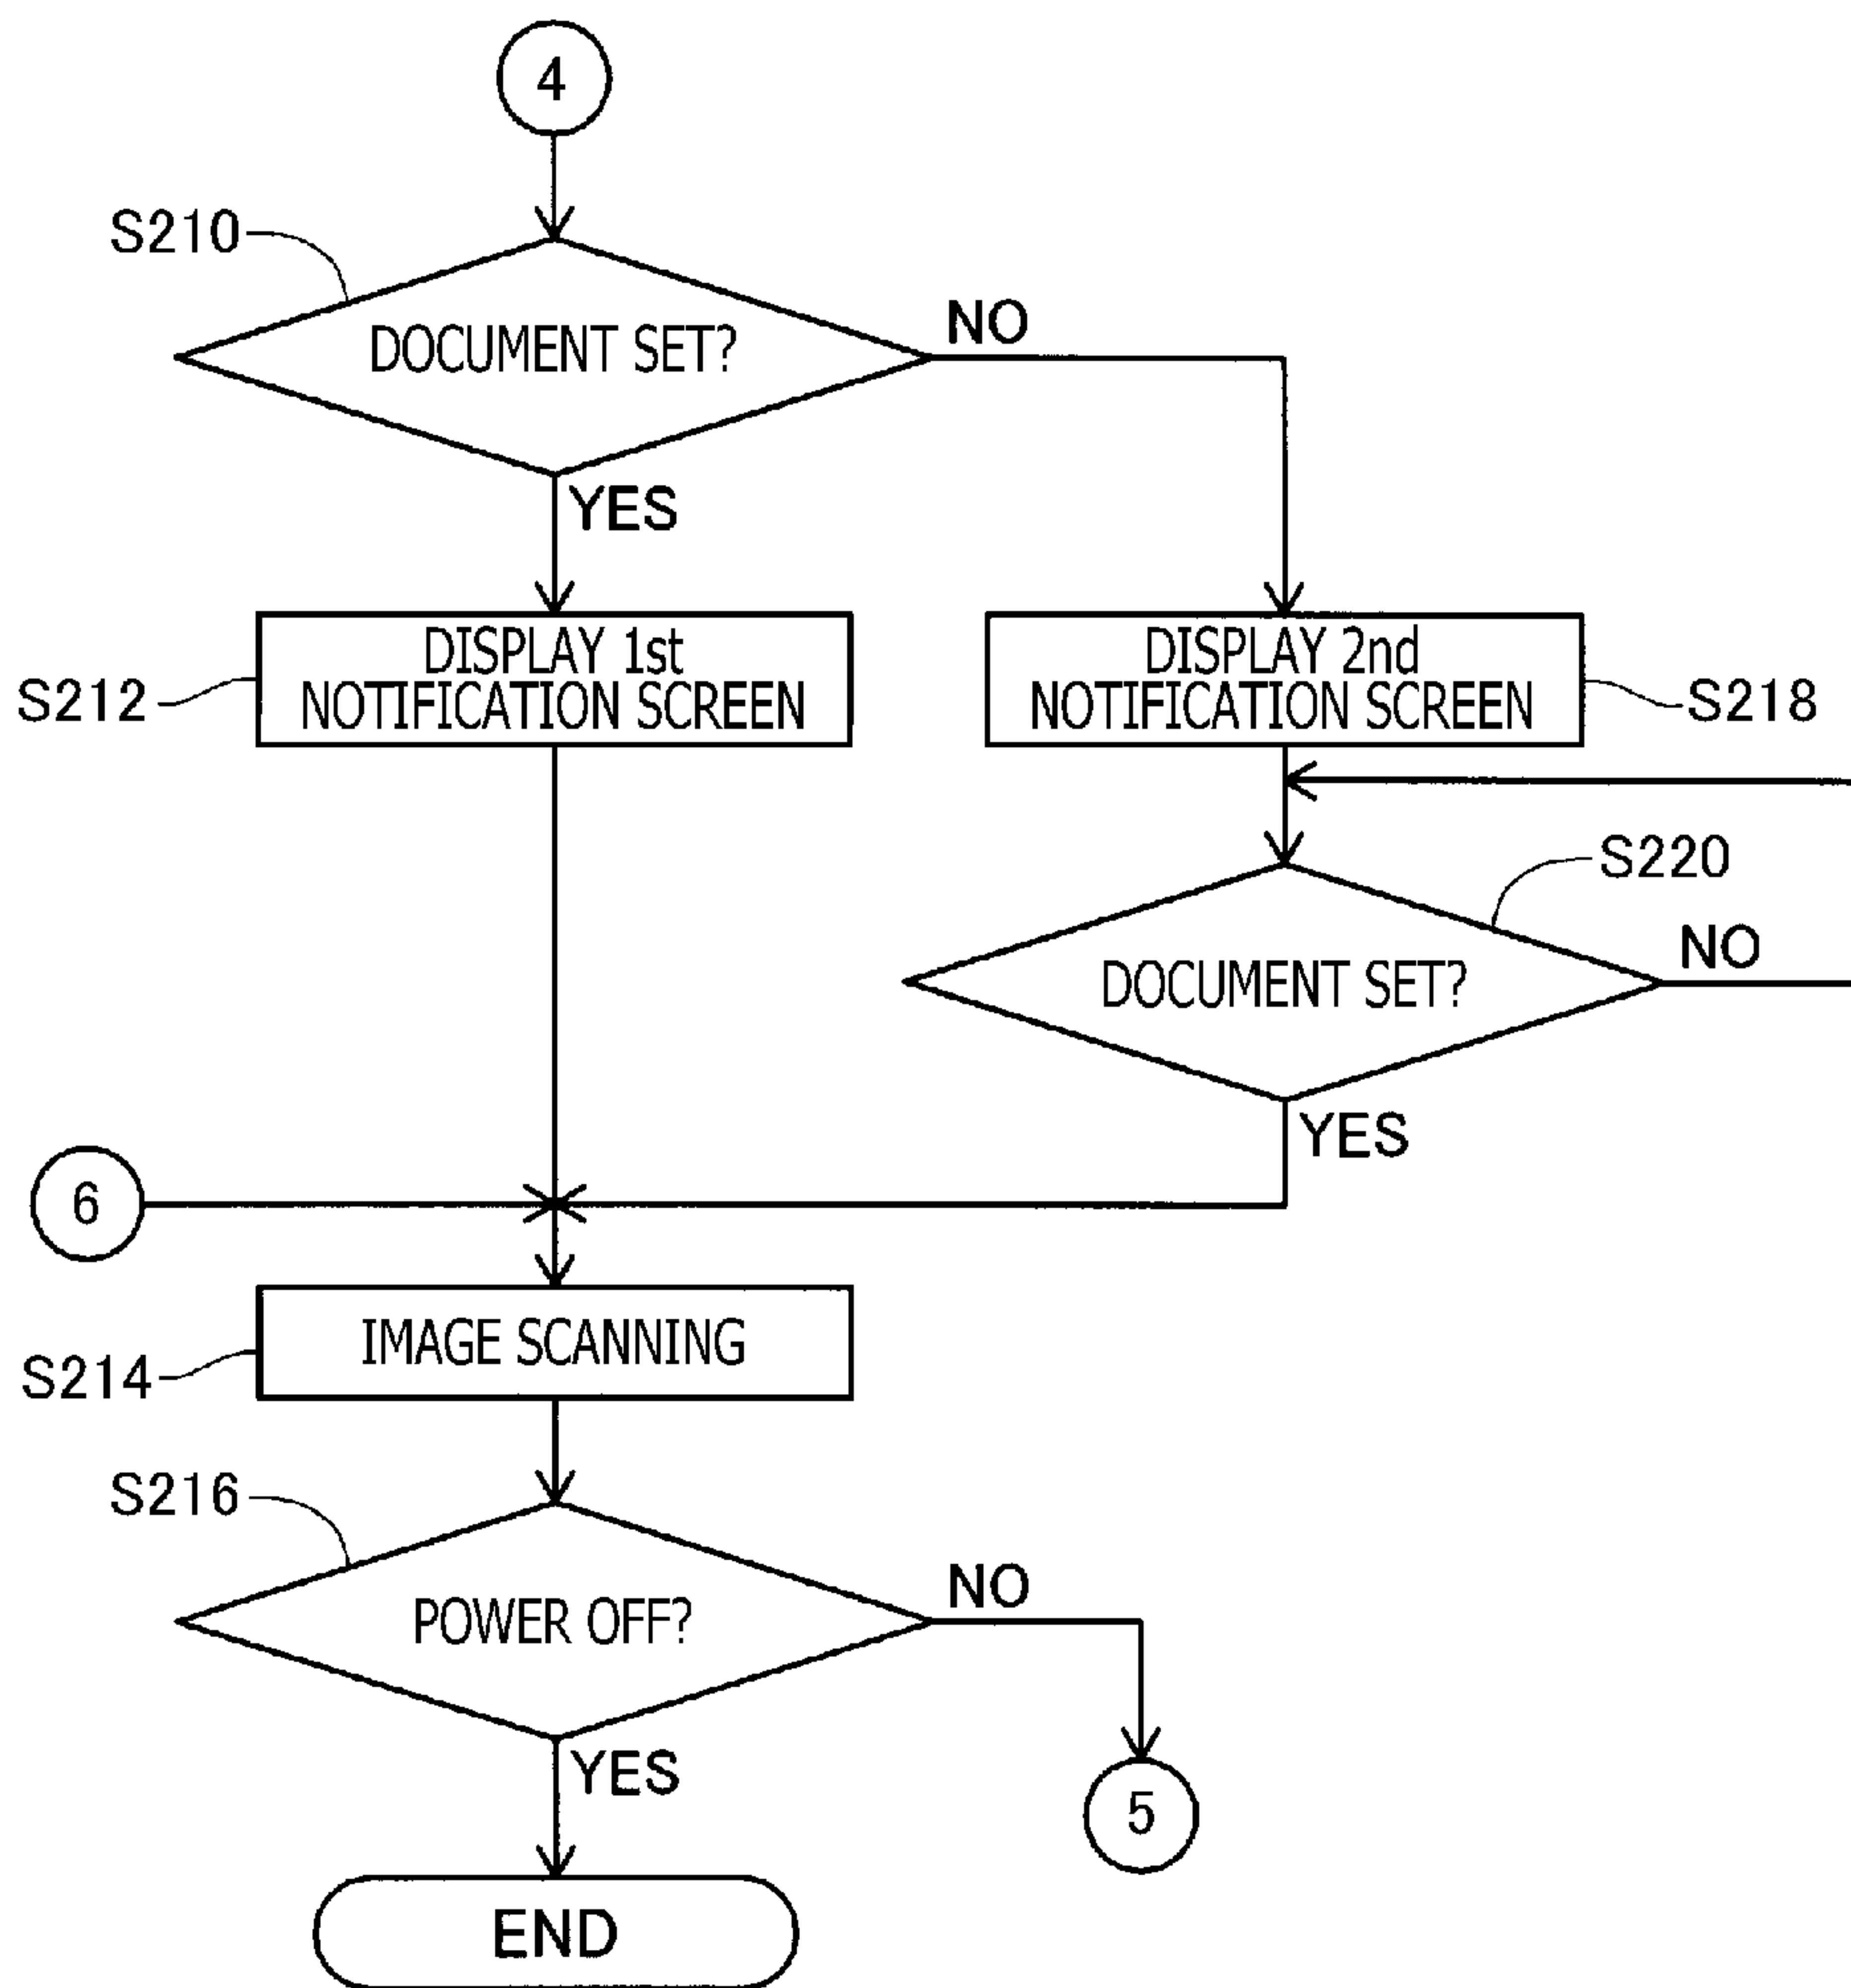 4
S210
DOCUMENT SET?
NO
YES
S212
DISPLAY 1st
NOTIFICATION SCREEN
DISPLAY 2nd
NOTIFICATION SCREEN
S218
S220
DOCUMENT SET?
NO
YES
6
S214
IMAGE SCANNING
S216
POWER OFF?
NO
YES
5
END